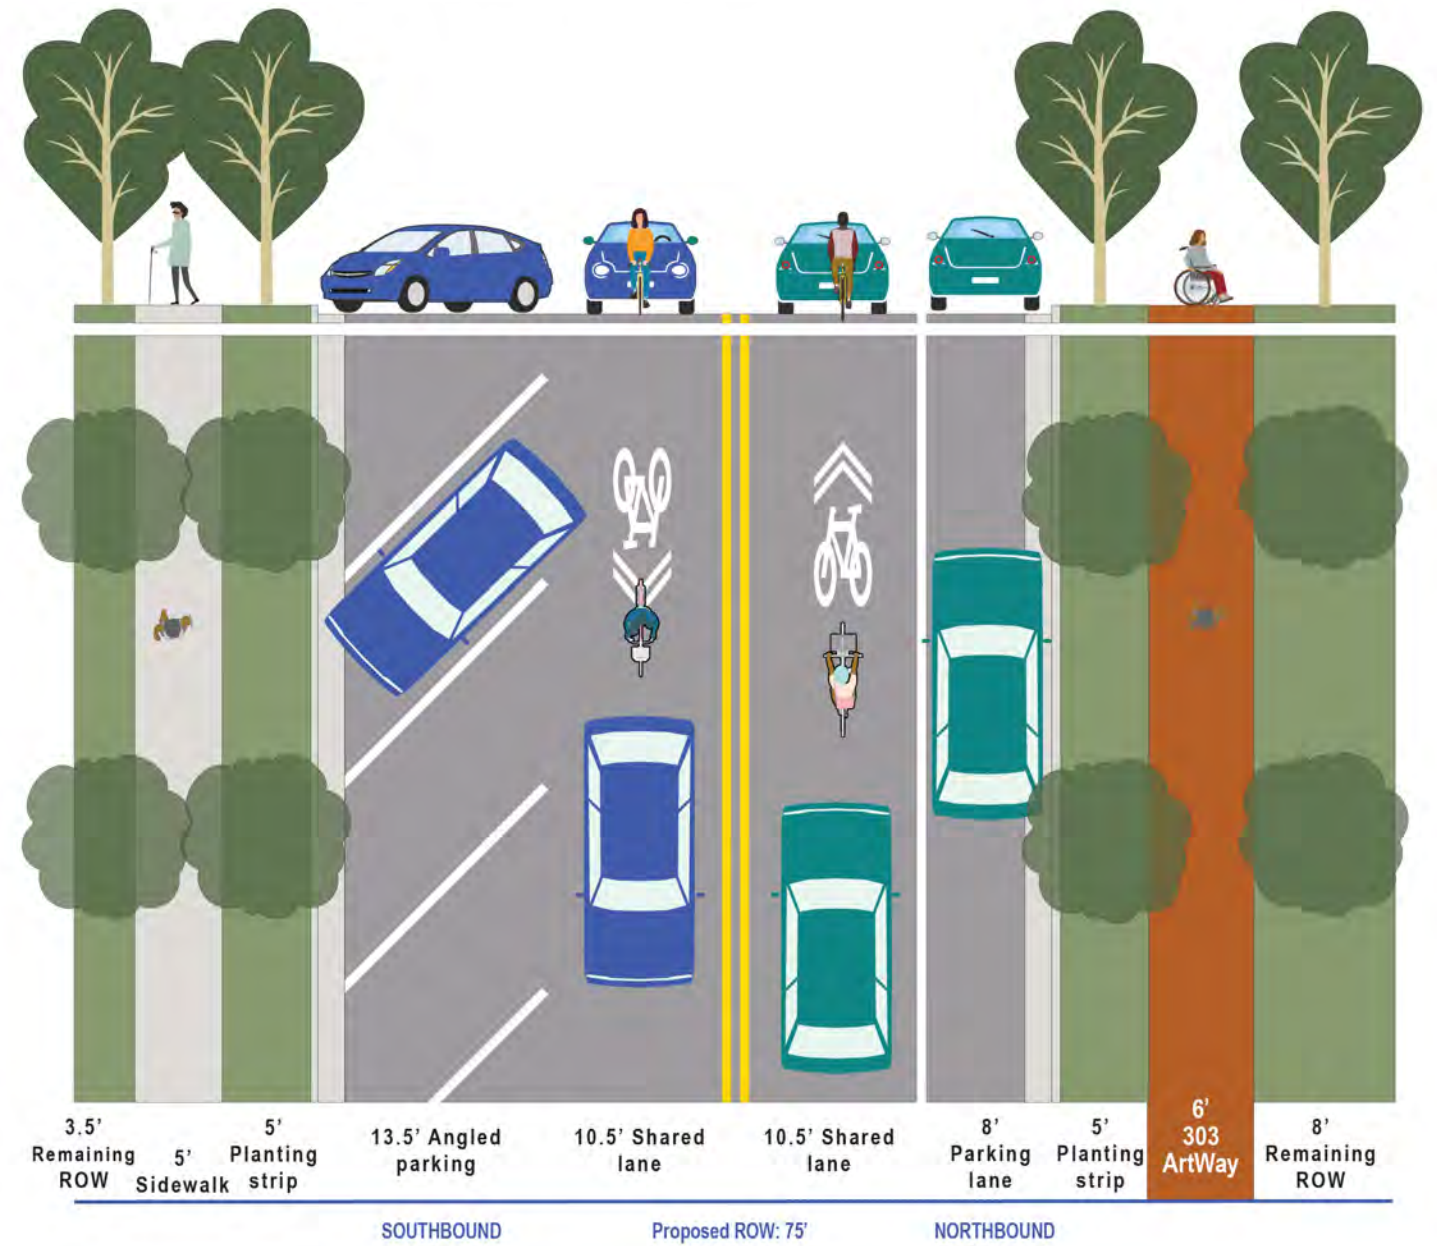 3.5’
Remaining
ROW
5’
Sidewalk
5’
Planting
strip
13.5’ Angled
parking
10.5’ Shared
lane
10.5’ Shared
lane
8’
Parking
lane
5’
Planting
strip
6’
303
ArtWay
8’
Remaining
ROW
SOUTHBOUND
Proposed ROW: 75’
NORTHBOUND